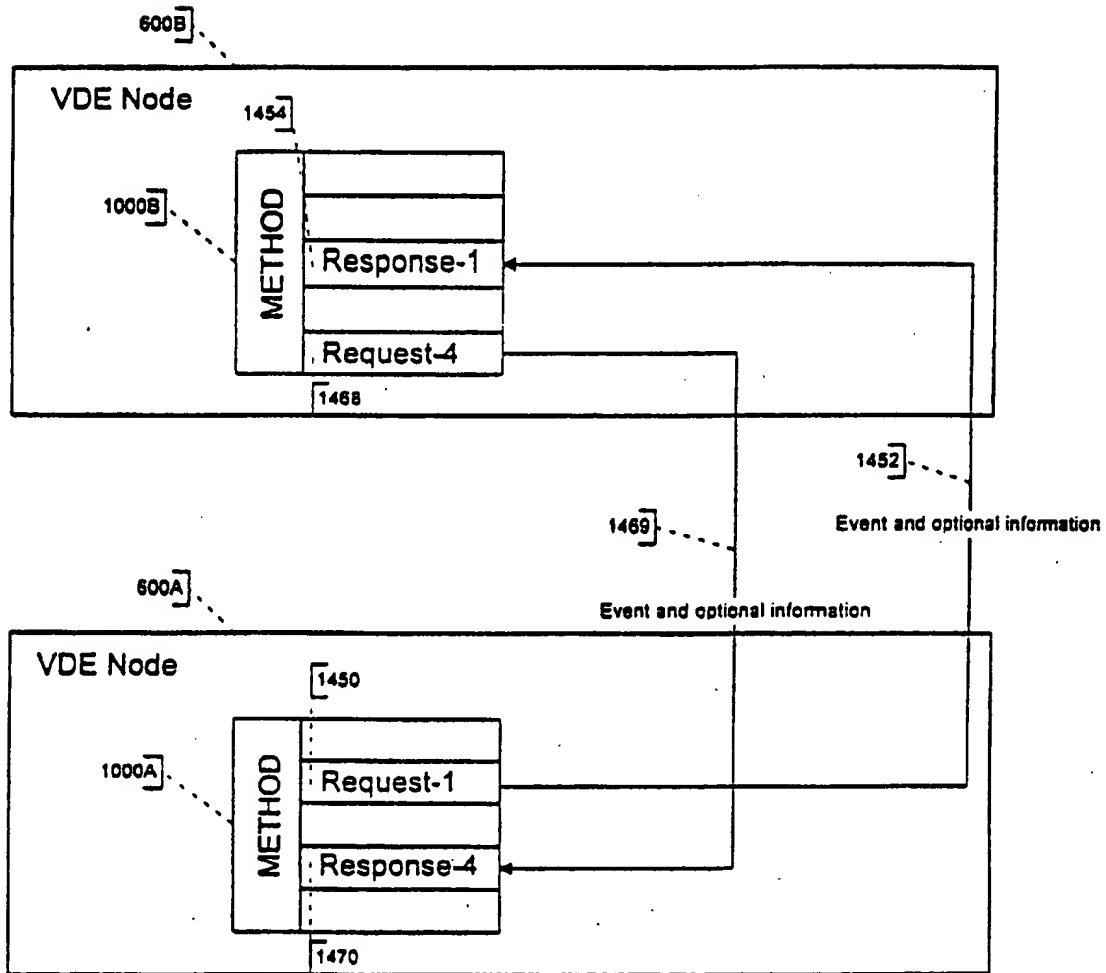 600B
VDE Node
1454
1000B
METHOD
Response-1
Request-4
1468
1452
Event and optional information
1469
600A
Event and optional information
VDE Node
1450
1000A
METHOD
Request-1
Response-4
1470